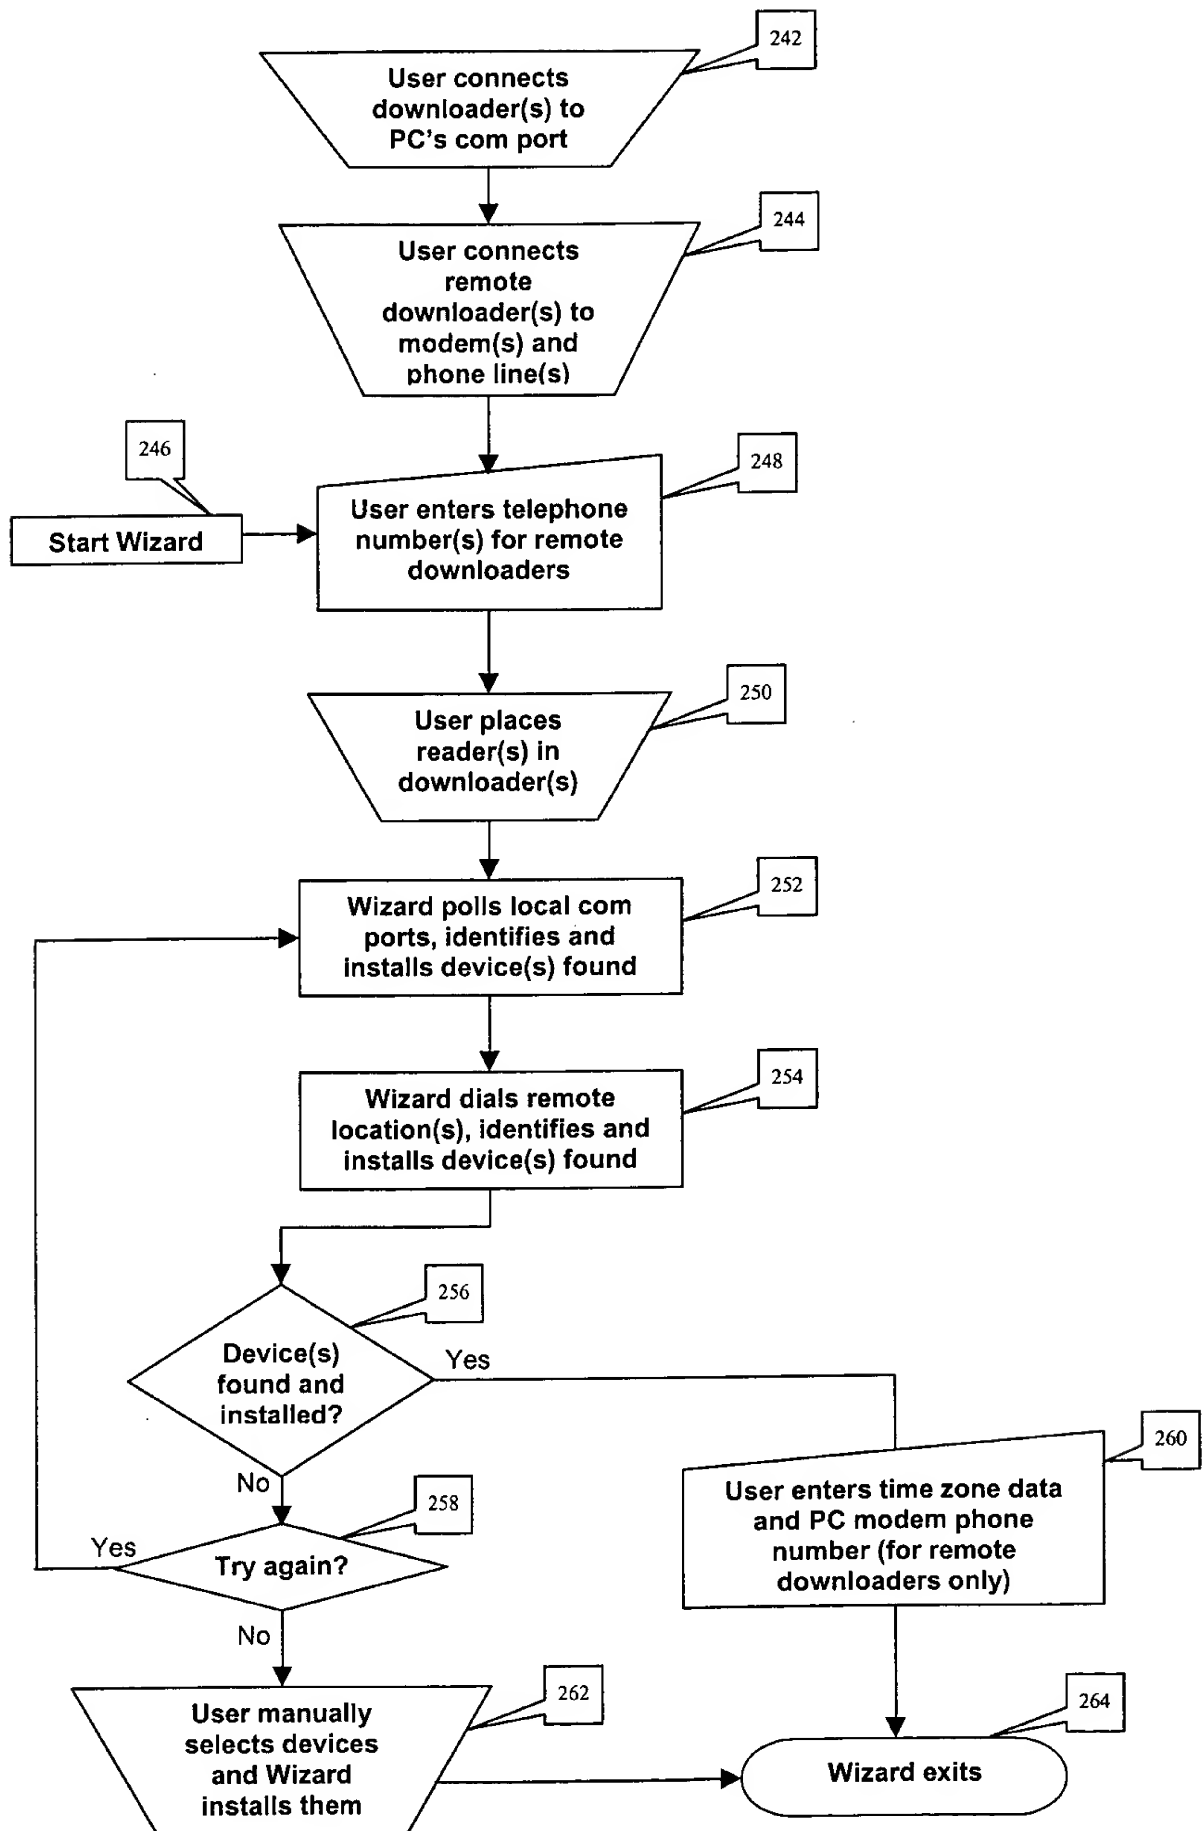 242
User connects
downloader(s) to
PC's com port
244
User connects
remote
downloader(s) to
modem(s) and
phone line(s)
246
248
Start Wizard
User enters telephone
number(s) for remote
downloaders
250
User places
reader(s) in
downloader(s)
252
Wizard polls local com
ports, identifies and
installs device(s) found
254
Wizard dials remote
location(s), identifies and
installs device(s) found
256
Device(s)
found and
installed?
Yes
No
260
User enters time zone data
and PC modem phone
number (for remote
downloaders only)
258
Yes
Try again?
No
262
User manually
selects devices
and Wizard
installs them
264
Wizard exits